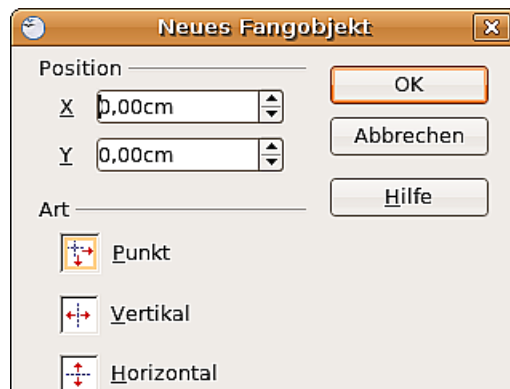 Neues Fangobjekt
Position
X 0,00cm
Y 0,00cm
OK
Abbrechen
Hilfe
Art
Punkt
Vertikal
Horizontal